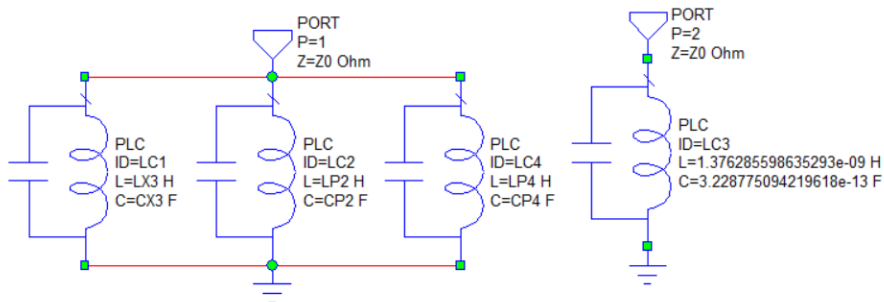 PORT
P=1
Z=Z0 Ohm
PLC
ID=LC1
L=LX3 H
C=CX3 F
PLC
ID=LC2
L=LP2 H
C=CP2 F
PLC
ID=LC4
L=LP4 H
C=CP4 F
PORT
P=2
Z=Z0 Ohm
PLC
ID=LC3
L=1.376285598635293e-09 H
C=3.228775094219618e-13 F